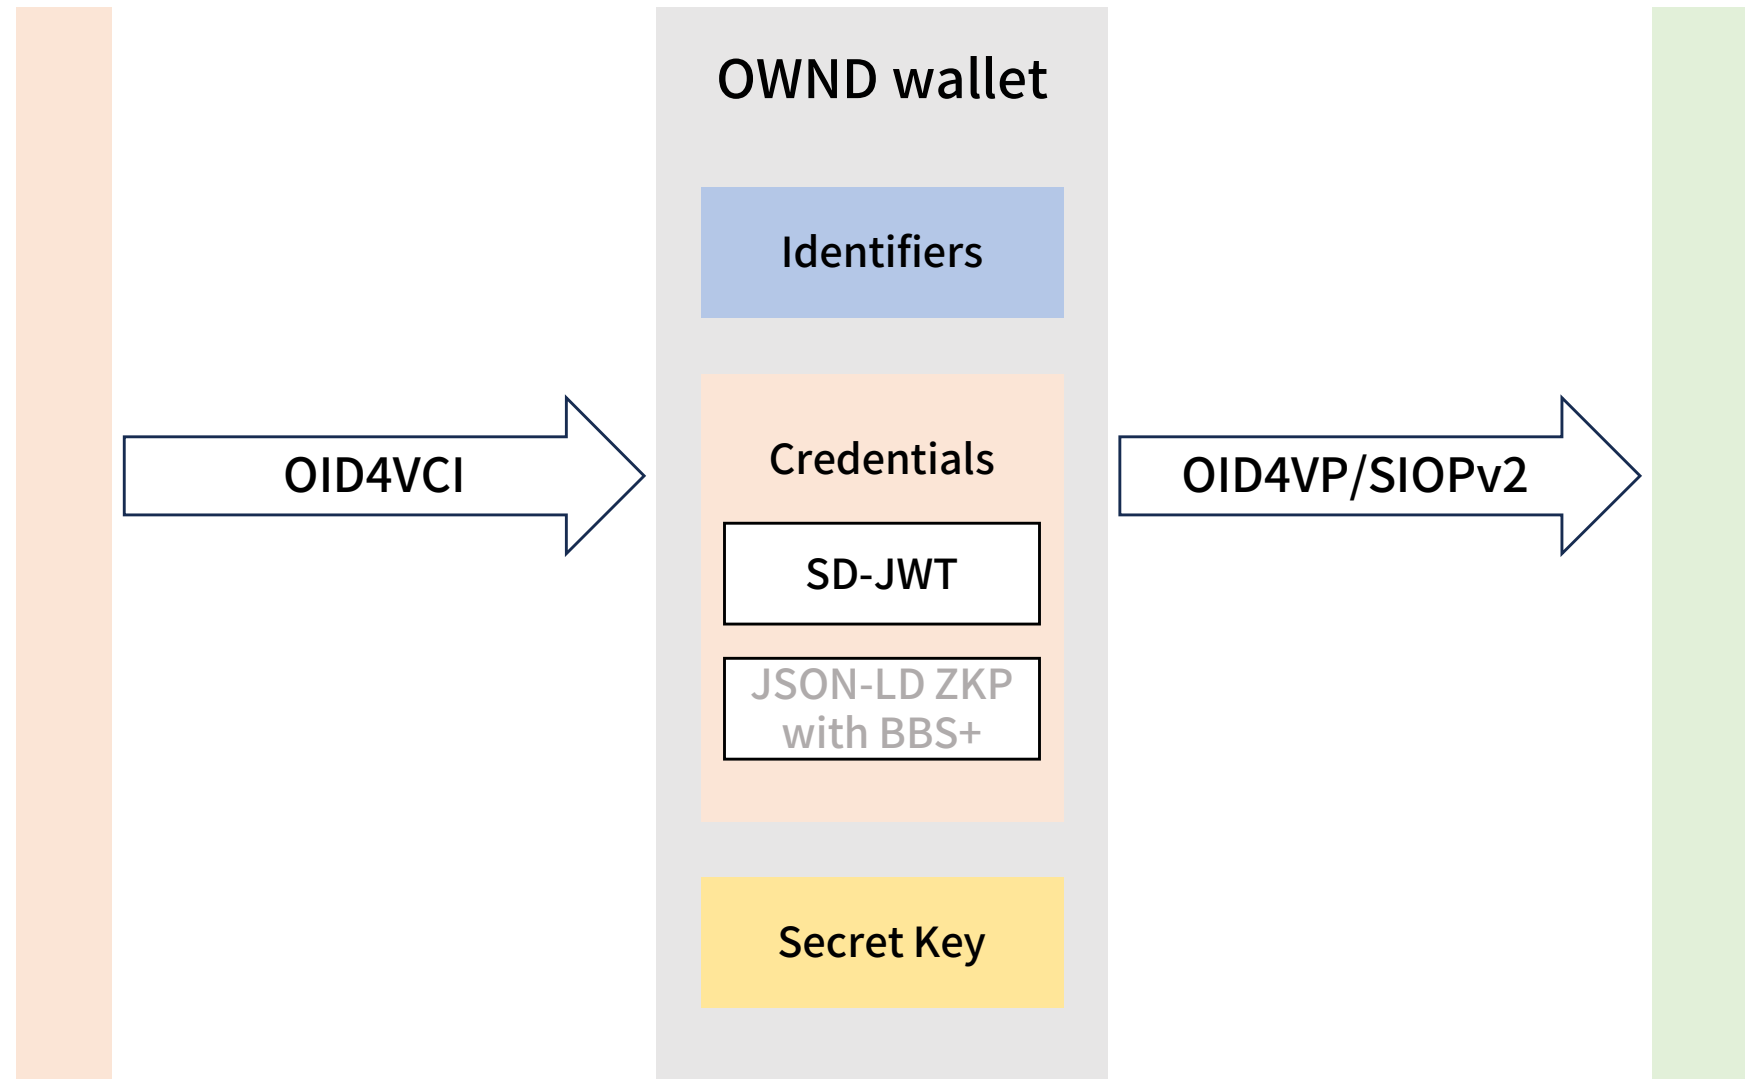 OWND wallet
Identifiers
OID4VCI
Credentials
SD-JWT
JSON-LD ZKP
with BBS+
Secret Key
OID4VP/SIOPv2